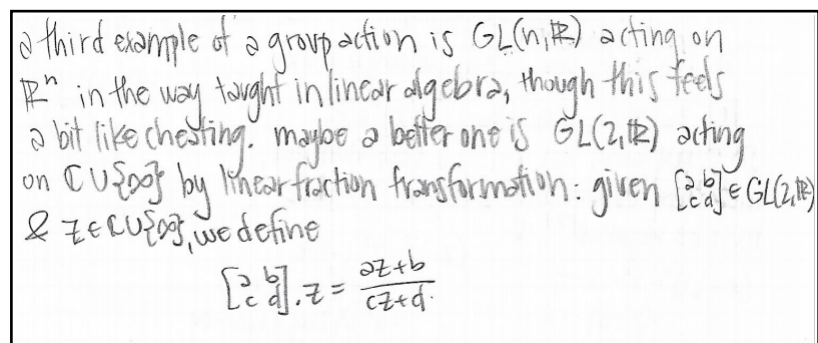 a third example of a group action is GL(n,ℝ) acting on
ℝⁿ in the way taught in linear algebra, though this feels
a bit like cheating. maybe a better one is GL(2,ℝ) acting
on ℂ∪{∞} by linear fraction transformation: given [a b; c d] ∈ GL(2,ℝ)
& z∈ℂ∪{∞}, we define
[a b; c d].z = (az+b)/(cz+d).